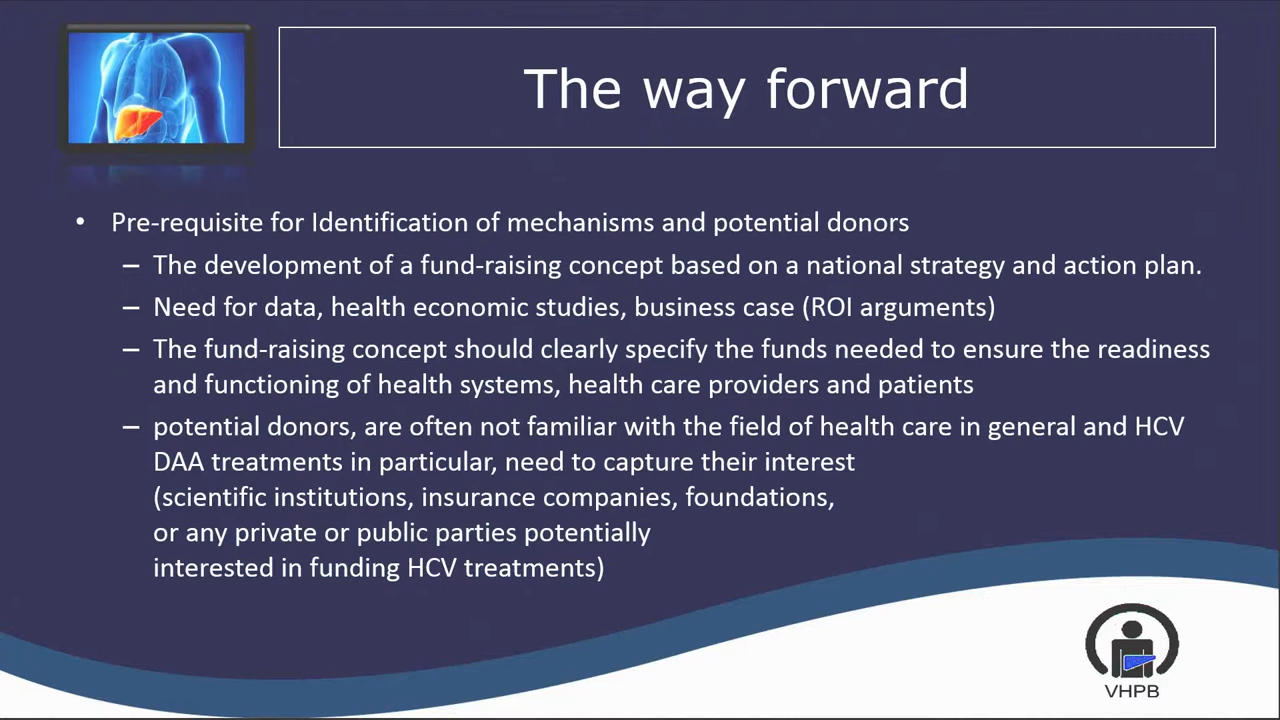 The way forward
• Pre-requisite for Identification of mechanisms and potential donors
– The development of a fund-raising concept based on a national strategy and action plan.
– Need for data, health economic studies, business case (ROI arguments)
– The fund-raising concept should clearly specify the funds needed to ensure the readiness
and functioning of health systems, health care providers and patients
– potential donors, are often not familiar with the field of health care in general and HCV
DAA treatments in particular, need to capture their interest
(scientific institutions, insurance companies, foundations,
or any private or public parties potentially
interested in funding HCV treatments)
VHPB